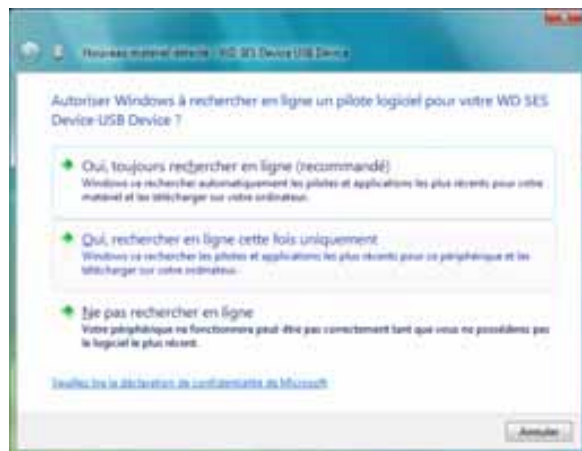 Nouveau matériel détecté - WD SES Device USB Device
Autoriser Windows à rechercher en ligne un pilote logiciel pour votre WD SES
Device USB Device ?
Oui, toujours rechercher en ligne (recommandé)
Windows va rechercher automatiquement les pilotes et applications les plus récents pour votre
matériel et les télécharger sur votre ordinateur.
Oui, rechercher en ligne cette fois uniquement
Windows va rechercher les pilotes et applications les plus récents pour ce périphérique et les
télécharger sur votre ordinateur.
Ne pas rechercher en ligne
Votre périphérique ne fonctionnera peut-être pas correctement tant que vous ne posséderez pas
le logiciel le plus récent.
Veuillez lire la déclaration de confidentialité de Microsoft
Annuler